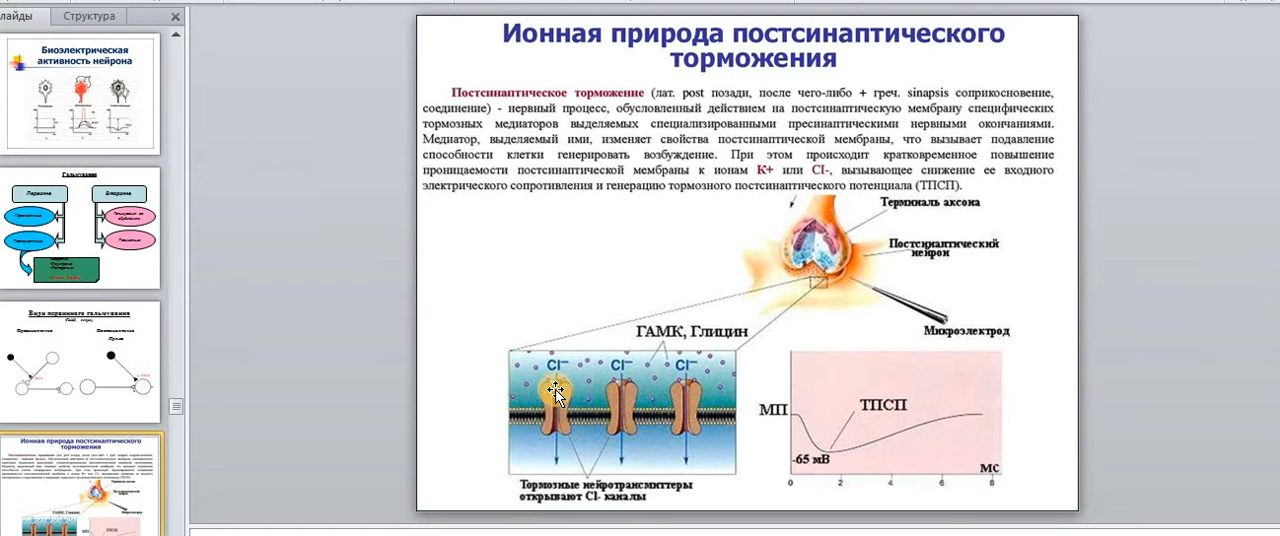 лайды
Структура
Биоэлектрическая
активность нейрона
Гальмування
Первинне
Вторинне
Ионная природа постсинаптического
торможения
Ионная природа постсинаптического
торможения
Постсинаптическое торможение (лат. post позади, после чего-либо + греч. sinapsis соприкосновение,
соединение) - нервный процесс, обусловленный действием на постсинаптическую мембрану специфических
тормозных медиаторов выделяемых специализированными пресинаптическими нервными окончаниями.
Медиатор, выделяемый ими, изменяет свойства постсинаптической мембраны, что вызывает подавление
способности клетки генерировать возбуждение. При этом происходит кратковременное повышение
проницаемости постсинаптической мембраны к ионам К+ или CI-, вызывающее снижение ее входного
электрического сопротивления и генерацию тормозного постсинаптического потенциала (ТПСП).
Терминаль аксона
Постсинаптический
нейрон
Микроэлектрод
ГАМК, Глицин
Cl– Cl– Cl–
Тормозные нейротрансмиттеры
открывают Cl- каналы
МП
ТПСП
-65 мВ
мс
0 2 4 6 8